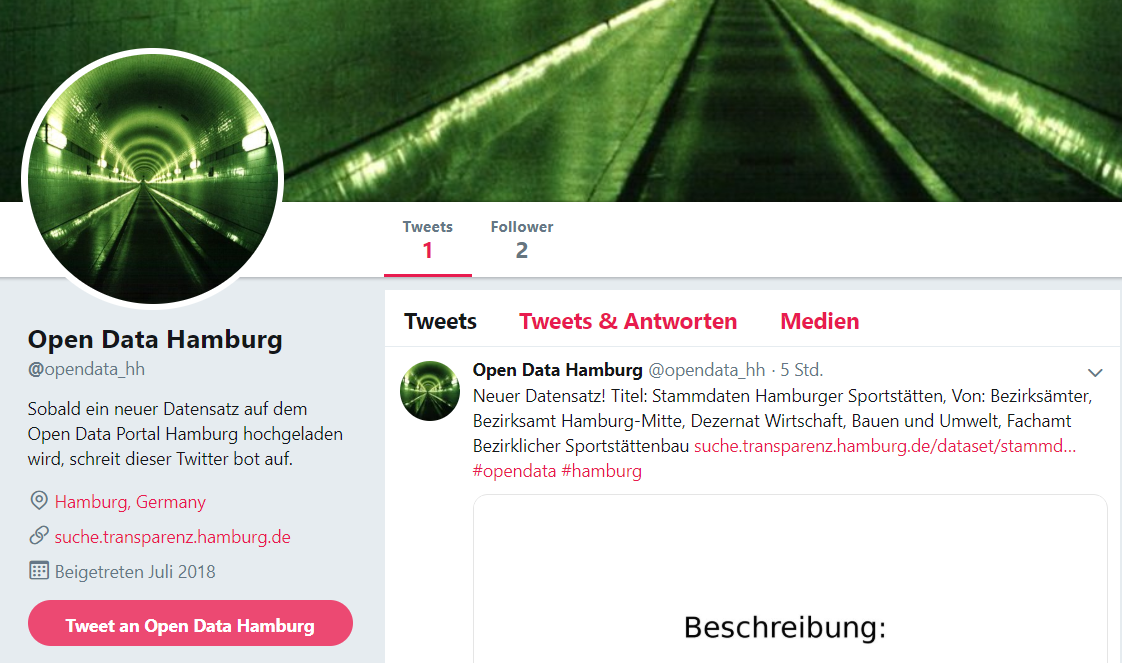 Tweets
1
Follower
2
Open Data Hamburg
@opendata_hh
Sobald ein neuer Datensatz auf dem
Open Data Portal Hamburg hochgeladen
wird, schreit dieser Twitter bot auf.
Hamburg, Germany
suche.transparenz.hamburg.de
Beigetreten Juli 2018
Tweet an Open Data Hamburg
Tweets Tweets & Antworten Medien
Open Data Hamburg @opendata_hh · 5 Std.
Neuer Datensatz! Titel: Stammdaten Hamburger Sportstätten, Von: Bezirksämter,
Bezirksamt Hamburg-Mitte, Dezernat Wirtschaft, Bauen und Umwelt, Fachamt
Bezirklicher Sportstättenbau suche.transparenz.hamburg.de/dataset/stammd…
#opendata #hamburg
Beschreibung: